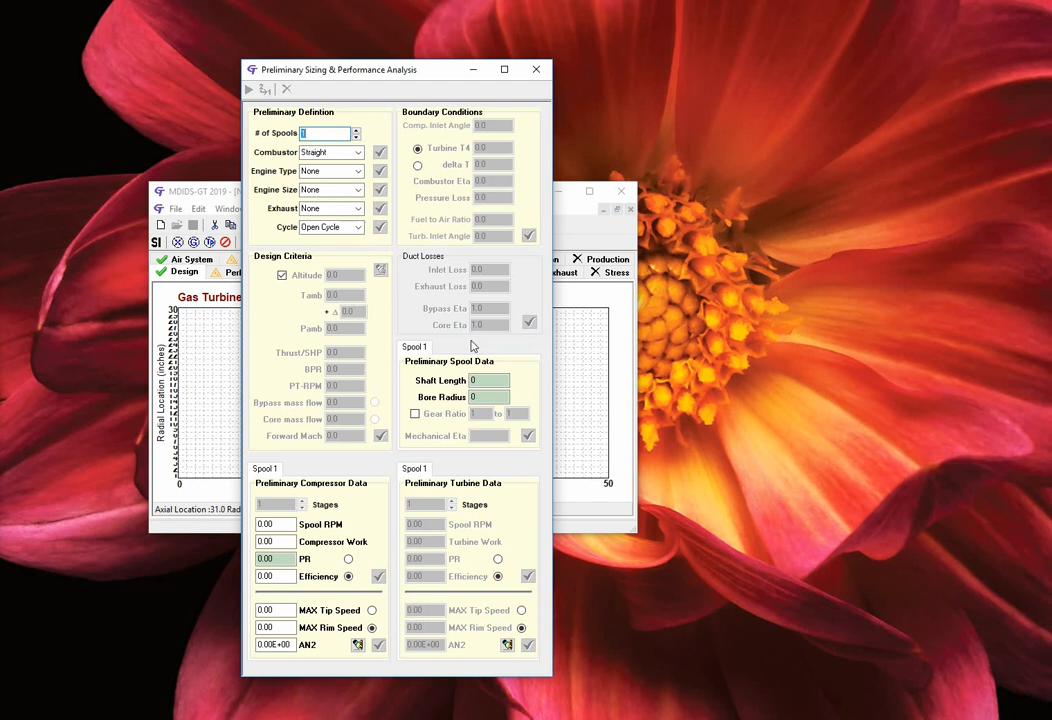 Preliminary Sizing & Performance Analysis
Preliminary Definition
# of Spools 1
Combustor Straight
Engine Type None
Engine Size None
Exhaust None
Cycle Open Cycle
Boundary Conditions
Comp. Inlet Angle 0.0
Turbine T4 0.0
delta T 0.0
Combustor Eta 0.0
Pressure Loss 0.0
Fuel to Air Ratio 0.0
Turb. Inlet Angle 0.0
Design Criteria
Altitude 0.0
Tamb 0.0
+ Δ 0.0
Pamb 0.0
Thrust/SHP 0.0
BPR 0.0
PT-RPM 0.0
Bypass mass flow 0.0
Core mass flow 0.0
Forward Mach 0.0
Duct Losses
Inlet Loss 0.0
Exhaust Loss 0.0
Bypass Eta 1.0
Core Eta 1.0
Spool 1
Preliminary Spool Data
Shaft Length 0
Bore Radius 0
Gear Ratio 1 to 1
Mechanical Eta
Spool 1
Preliminary Compressor Data
1 Stages
0.00 Spool RPM
0.00 Compressor Work
0.00 PR
0.00 Efficiency
0.00 MAX Tip Speed
0.00 MAX Rim Speed
0.00E+00 AN2
Spool 1
Preliminary Turbine Data
1 Stages
0.00 Spool RPM
0.00 Turbine Work
0.00 PR
0.00 Efficiency
0.00 MAX Tip Speed
0.00 MAX Rim Speed
0.00E+00 AN2
MDIDS-GT 2019 - [N
File Edit Window
SI
Air System
Production
Design
Perf
xhaust
Stress
Gas Turbine
30
Radial Location (inches)
0
50
Axial Location :31.0 Rad